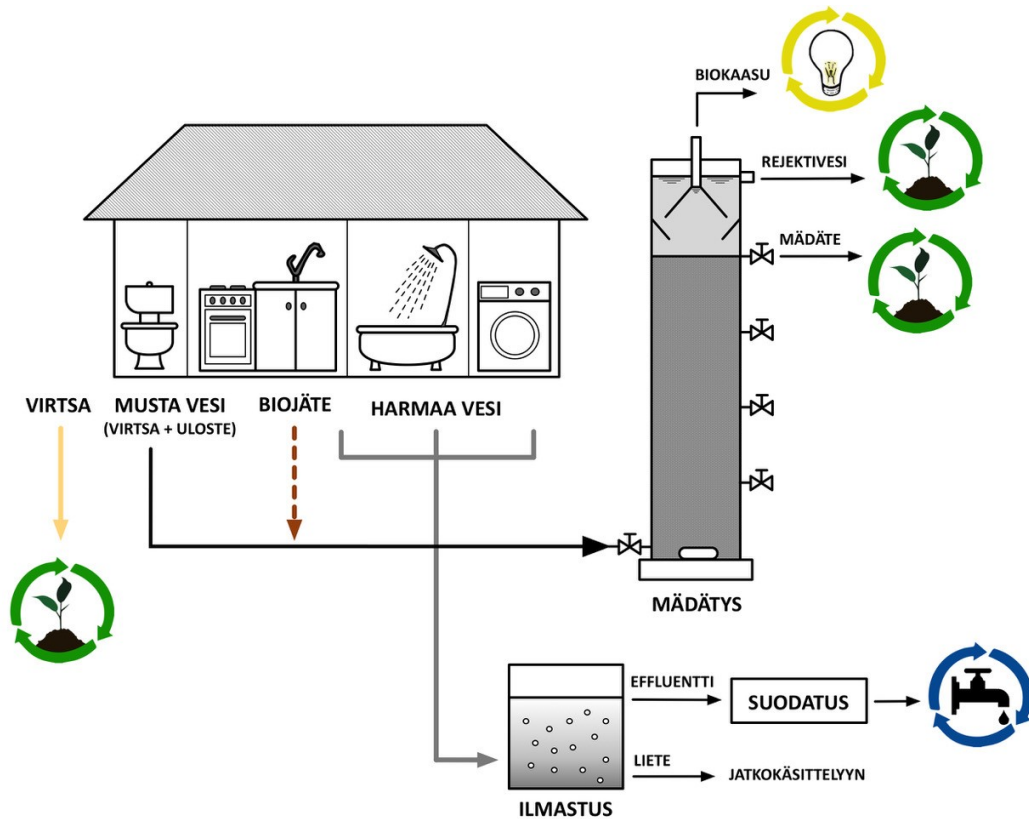 BIOKAASU
REJEKTIVESI
MÄDÄTE
VIRTSA
MUSTA VESI
(VIRTSA + ULOSTE)
BIOJÄTE
HARMAA VESI
MÄDÄTYS
EFFLUENTTI
SUODATUS
LIETE
JATKOKÄSITTELYYN
ILMASTUS